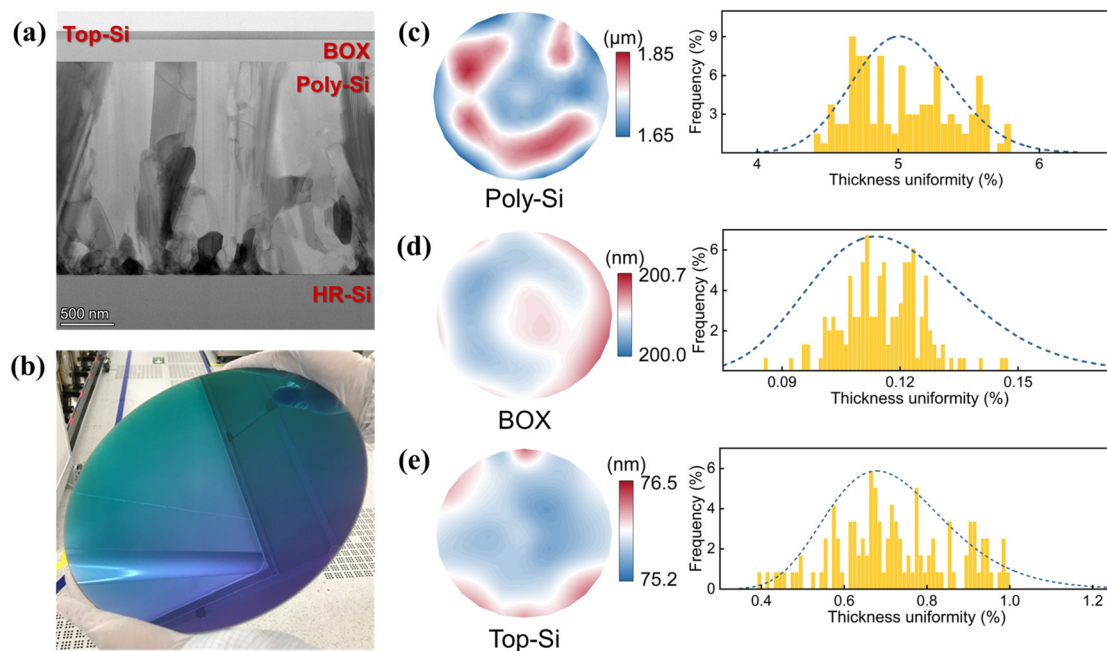 (a)
Top-Si
BOX
Poly-Si
HR-Si
500 nm
(b)
(c)
(μm)
1.85
1.65
Poly-Si
Frequency (%)
9
6
3
4 5 6
Thickness uniformity (%)
(d)
(nm)
200.7
200.0
BOX
Frequency (%)
6
4
2
0.09 0.12 0.15
Thickness uniformity (%)
(e)
(nm)
76.5
75.2
Top-Si
Frequency (%)
6
4
2
0
0.4 0.6 0.8 1.0 1.2
Thickness uniformity (%)